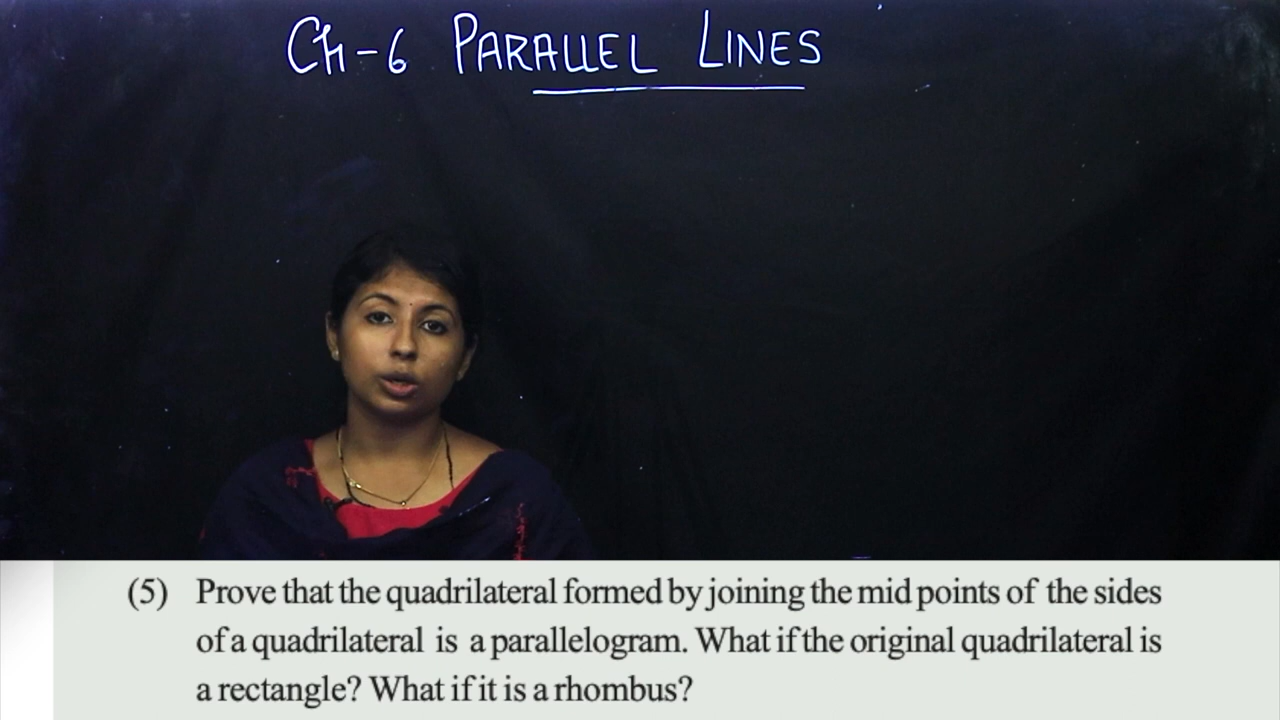 Ch-6 PARALLEL LINES
(5) Prove that the quadrilateral formed by joining the mid points of the sides
of a quadrilateral is a parallelogram. What if the original quadrilateral is
a rectangle? What if it is a rhombus?